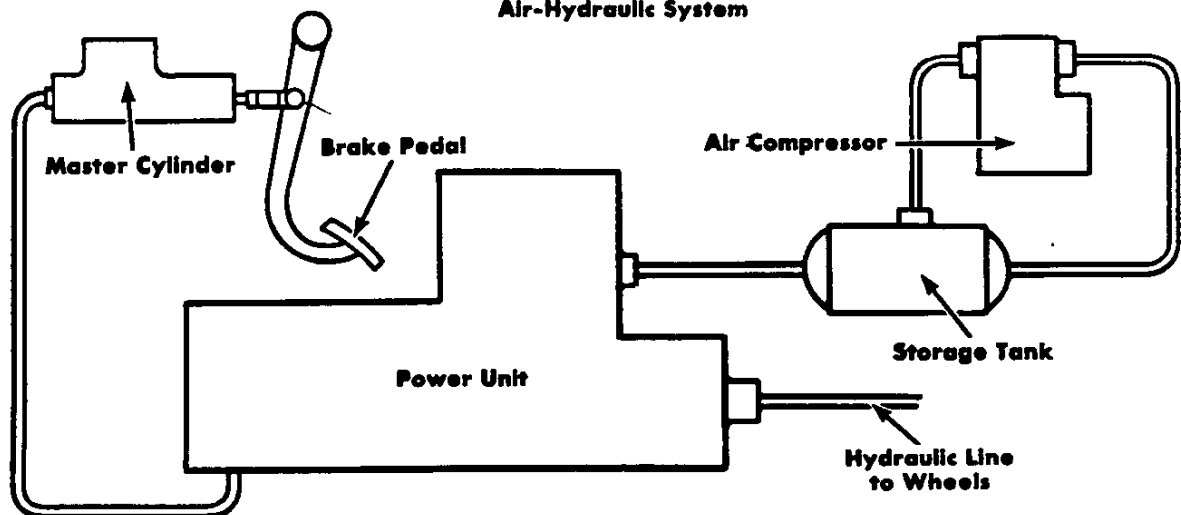 Air-Hydraulic System
Master Cylinder
Brake Pedal
Air Compressor
Storage Tank
Power Unit
Hydraulic Line
to Wheels